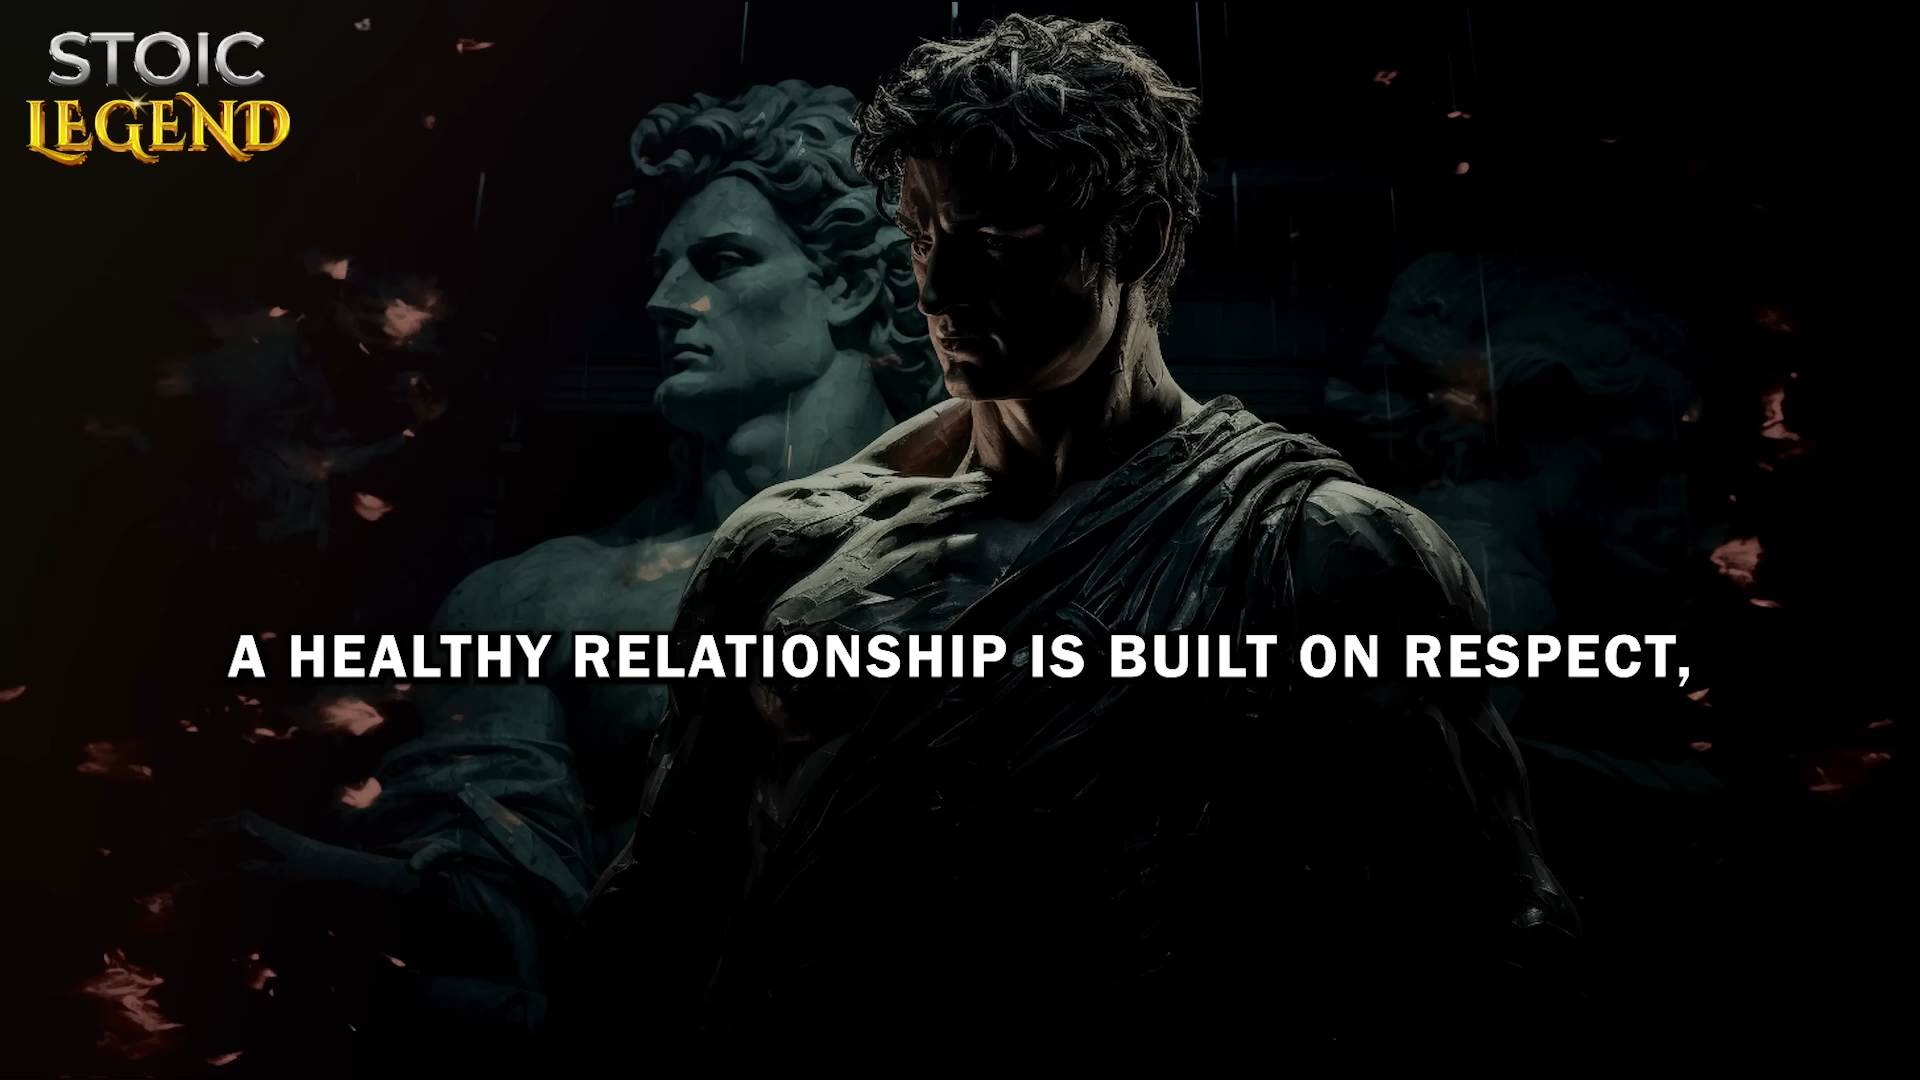 STOIC
LEGEND
A HEALTHY RELATIONSHIP IS BUILT ON RESPECT,